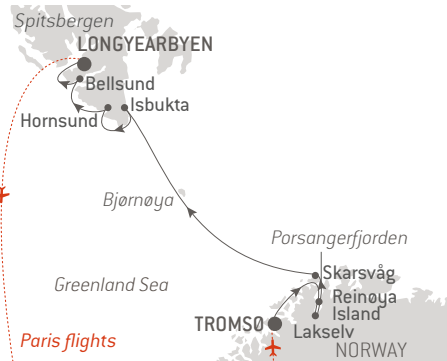 Spitsbergen
LONGYEARBYEN
Bellsund
Isbukta
Hornsund
Bjørnøya
Porsangerfjorden
Skarsvåg
Greenland Sea
Reinøya
Island
TROMSØ
Lakselv
Paris flights
NORWAY